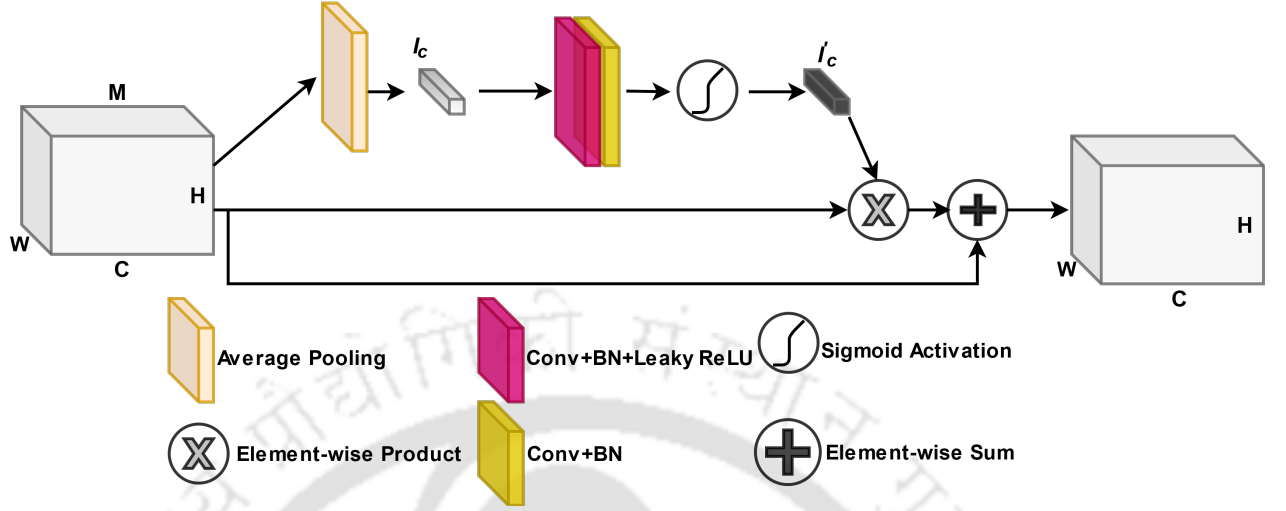 M
I_c
I'_c
H
W
C
H
W
C
Average Pooling
Conv+BN+Leaky ReLU
Sigmoid Activation
Element-wise Product
Conv+BN
Element-wise Sum